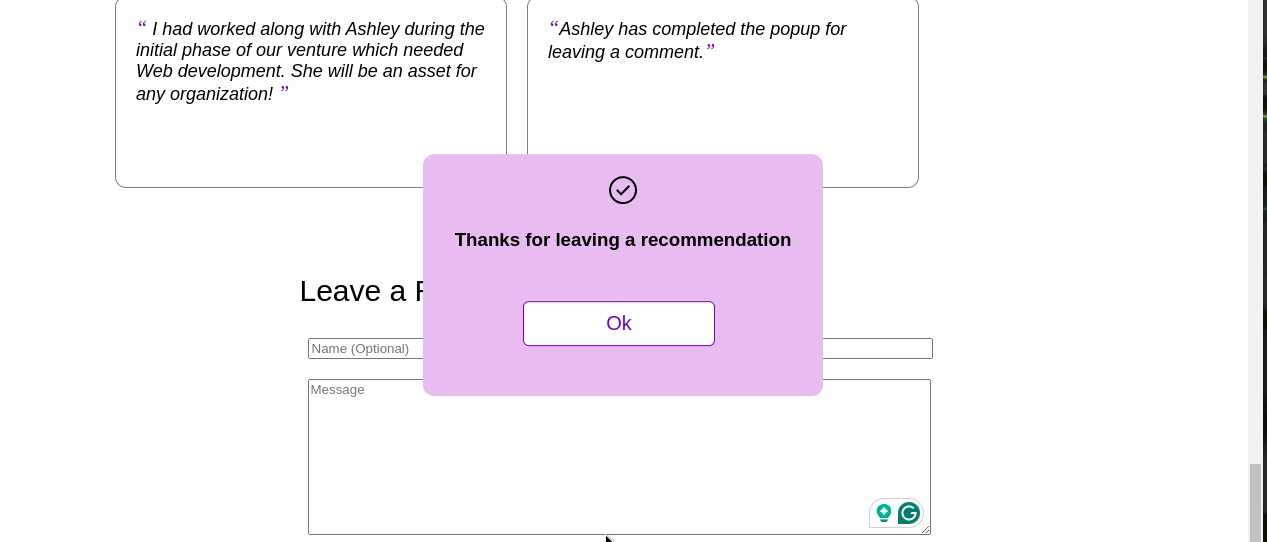 “ I had worked along with Ashley during the
initial phase of our venture which needed
Web development. She will be an asset for
any organization! ”
“Ashley has completed the popup for
leaving a comment.”
Thanks for leaving a recommendation
Leave a
Ok
Name (Optional)
Message